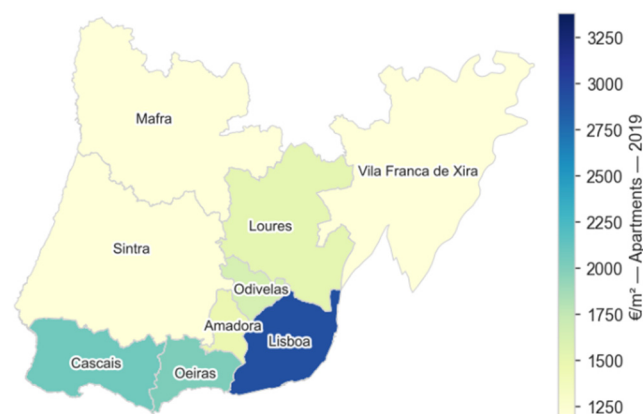 Mafra
Vila Franca de Xira
Loures
Sintra
Odivelas
Amadora
Lisboa
Cascais
Oeiras
3250
3000
2750
2500
2250
2000
1750
1500
1250
€/m² — Apartments — 2019